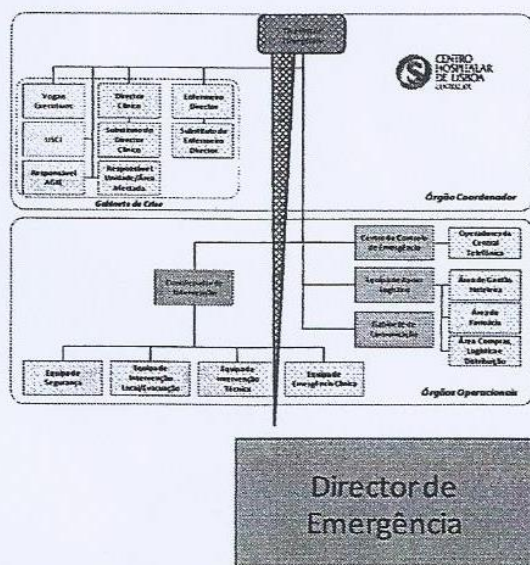 CENTRO
HOSPITALAR
DE LISBOA
Vogais
Executivos
Director
Clínico
Enfermeiro
Director
USCI
Substituto do
Director
Clínico
Substituto do
Enfermeiro
Director
Responsável
Responsável
Unidade/Área
Afectada
Gabinete de Crise
Órgão Coordenador
Centro de Controlo
de Emergência
Operadores da
Central
Telefónica
Coordenador de
Intervenção
Equipa de Apoio
Logístico
Área de Gestão
Hoteleira
Gabinete de
Comunicação
Área de
Farmácia
Área Compras,
Logística e
Distribuição
Equipa de
Segurança
Equipa de
Intervenção
Local/Evacuação
Equipa de
Intervenção
Técnica
Equipa de
Emergência Clínica
Órgãos Operacionais
Director de
Emergência